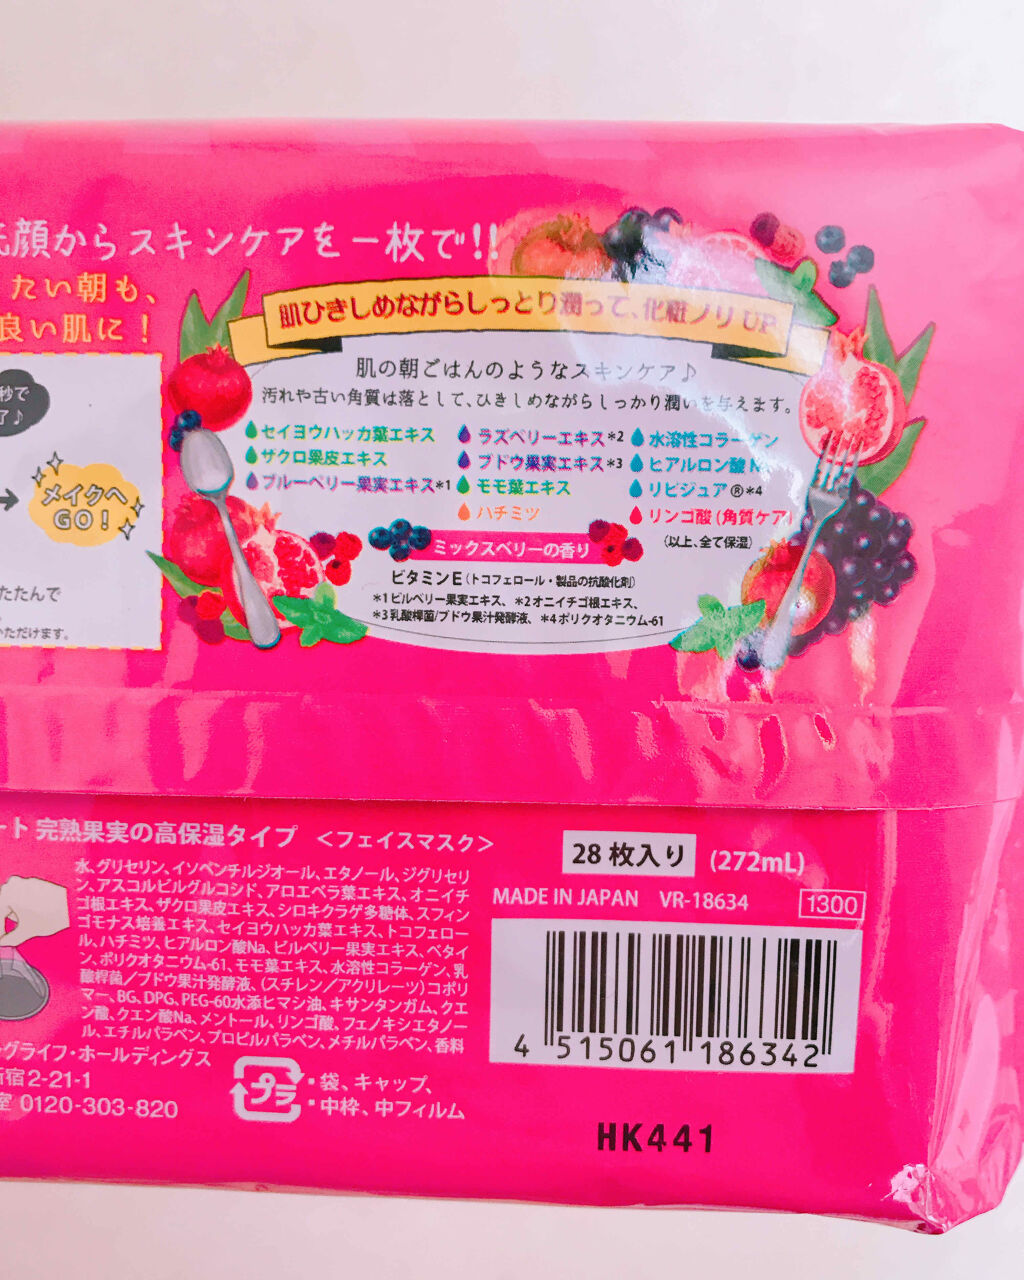 顔からスキンケアを一枚で!!
たい朝も、
良い肌に！
肌ひきしめながらしっとり潤って、化粧ノリUP
肌の朝ごはんのようなスキンケア♪
汚れや古い角質は落として、ひきしめながらしっかり潤いを与えます。
セイヨウハッカ葉エキス
ザクロ果皮エキス
ブルーベリー果実エキス*1
ラズベリーエキス*2
ブドウ果実エキス*3
モモ葉エキス
ハチミツ
水溶性コラーゲン
ヒアルロン酸N
リピジュア®*4
リンゴ酸(角質ケア)
(以上、全て保湿)
ミックスベリーの香り
ビタミンE(トコフェロール・製品の抗酸化剤)
*1ビルベリー果実エキス、*2オニイチゴ根エキス、
*3乳酸桿菌/ブドウ果汁発酵液、*4ポリクオタニウム-61
秒で
了♪
メイクへ
GO!
たたんで
いただけます。
ート 完熟果実の高保湿タイプ ＜フェイスマスク＞
水、グリセリン、イソペンチルジオール、エタノール、ジグリセリ
ン、アスコルビルグルコシド、アロエベラ葉エキス、オニイチ
ゴ根エキス、ザクロ果皮エキス、シロキクラゲ多糖体、スフィン
ゴモナス培養エキス、セイヨウハッカ葉エキス、トコフェロー
ル、ハチミツ、ヒアルロン酸Na、ビルベリー果実エキス、ベタイ
ン、ポリクオタニウム-61、モモ葉エキス、水溶性コラーゲン、乳
酸桿菌／ブドウ果汁発酵液、（スチレン／アクリレーツ）コポリ
マー、BG、DPG、PEG-60水添ヒマシ油、キサンタンガム、クエ
ン酸、クエン酸Na、メントール、リンゴ酸、フェノキシエタノー
ル、エチルパラベン、プロピルパラベン、メチルパラベン、香料
グライフ・ホールディングス
新宿2-21-1
室 0120-303-820
プラ
・袋、キャップ、
・中枠、中フィルム
28枚入り (272mL)
MADE IN JAPAN VR-18634 1300
4 515061 186342
HK441